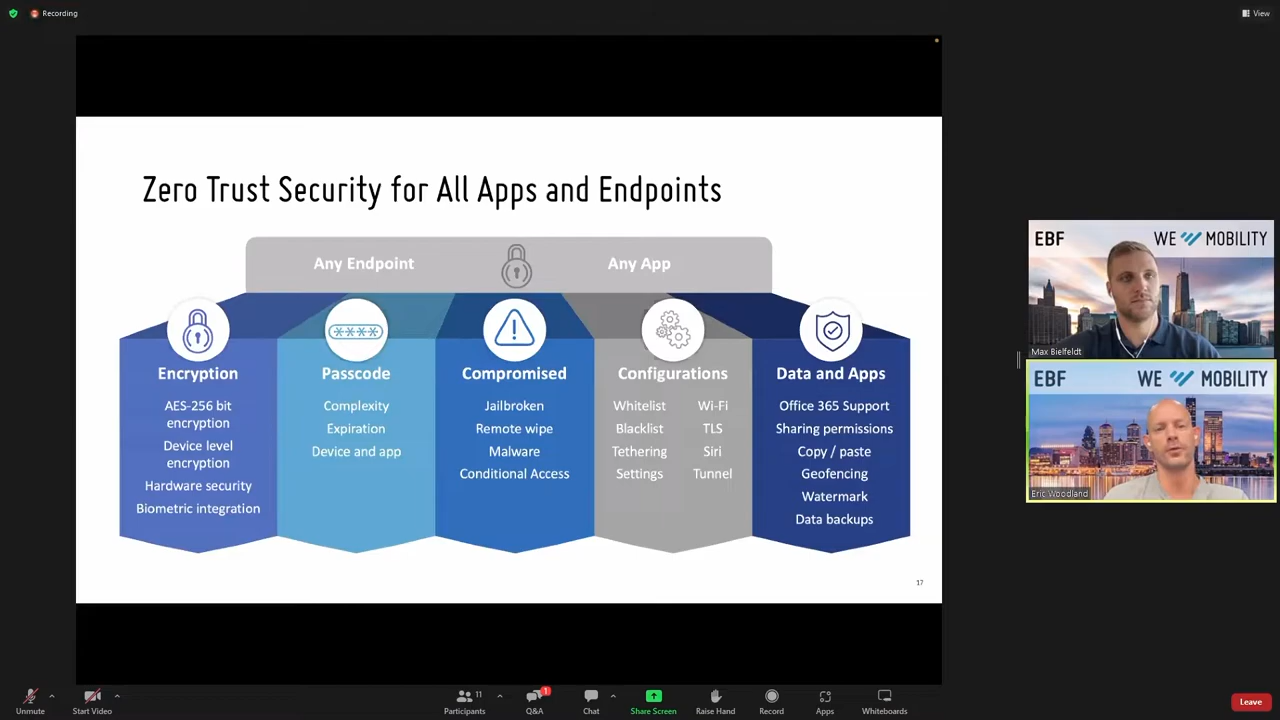 Recording
View
Zero Trust Security for All Apps and Endpoints
Any Endpoint
Any App
Encryption
AES-256 bit
encryption
Device level
encryption
Hardware security
Biometric integration
Passcode
Complexity
Expiration
Device and app
Compromised
Jailbroken
Remote wipe
Malware
Conditional Access
Configurations
Whitelist
Blacklist
Tethering
Settings
Wi-Fi
TLS
Siri
Tunnel
Data and Apps
Office 365 Support
Sharing permissions
Copy / paste
Geofencing
Watermark
Data backups
17
EBF
WE MOBILITY
Max Bielfeldt
EBF
WE MOBILITY
Eric Woodland
Unmute
Start Video
Participants
11
Q&A
1
Chat
Share Screen
Raise Hand
Record
Apps
Whiteboards
Leave